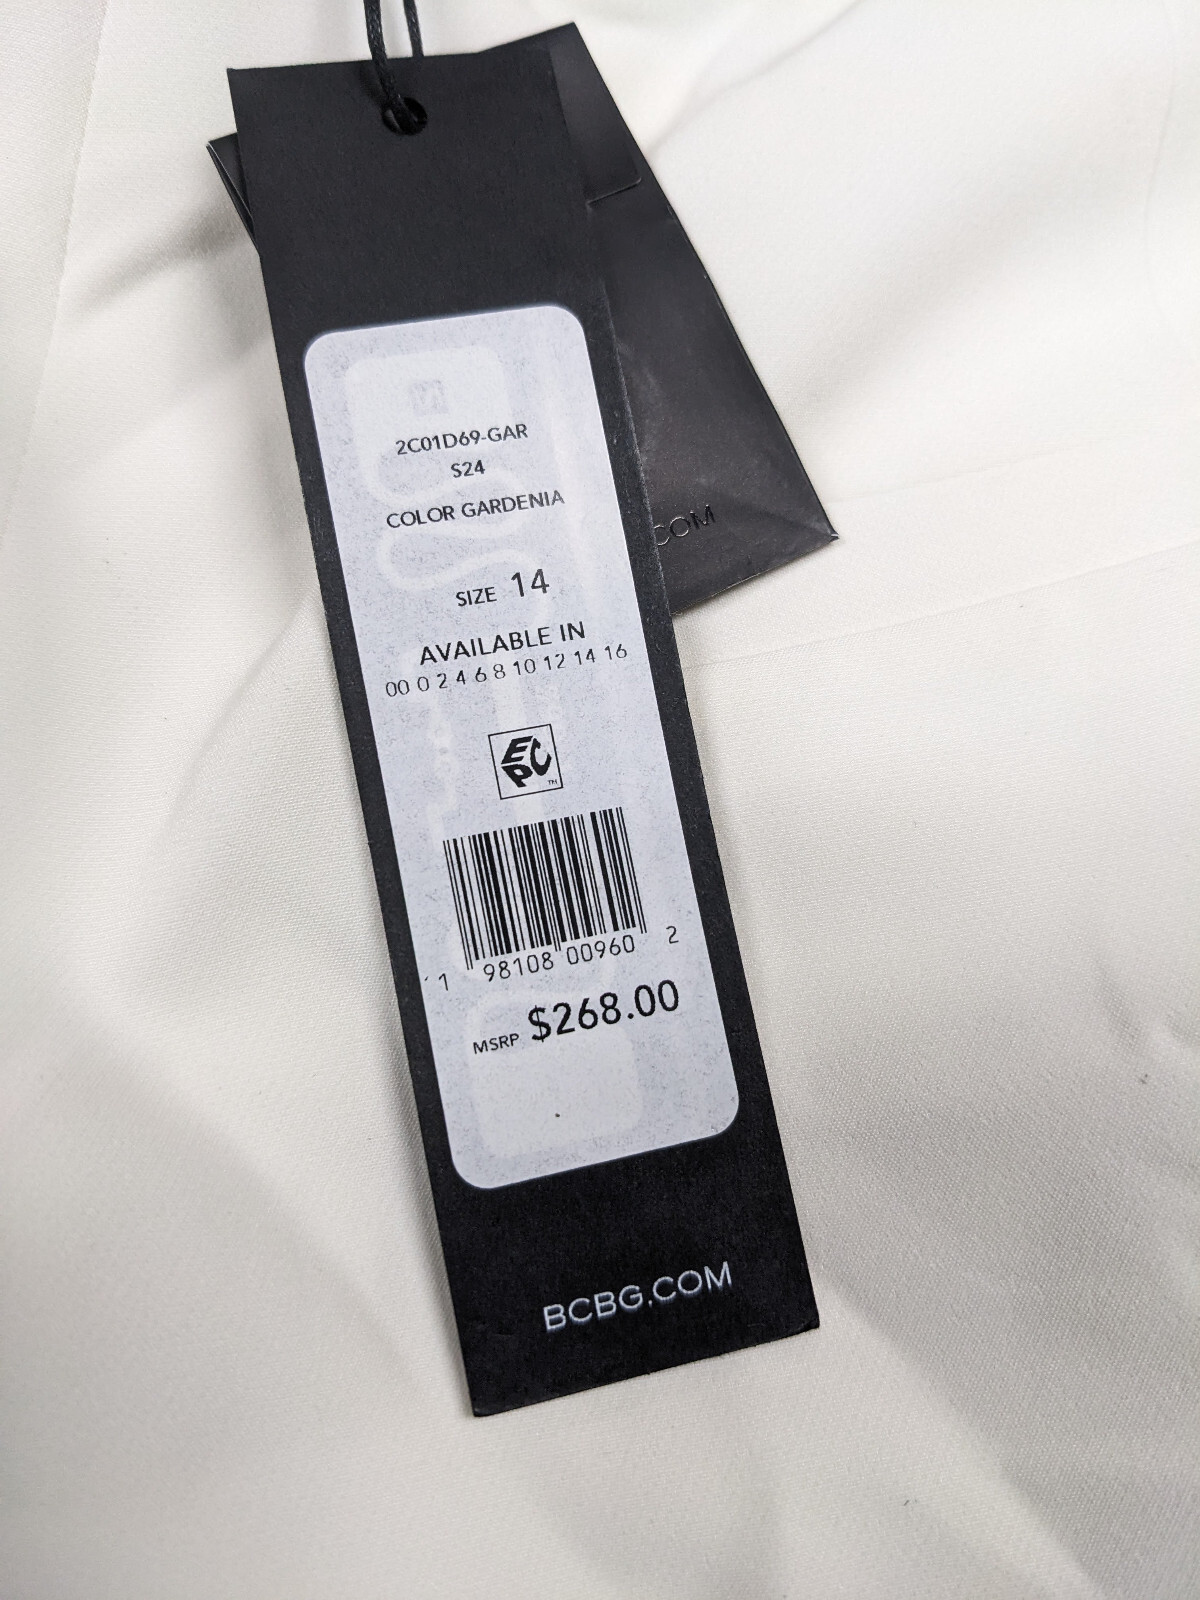 2C01D69-GAR
S24
COLOR GARDENIA
SIZE 14
AVAILABLE IN
00 0 2 4 6 8 10 12 14 16
EPC
TM
1 98108 00960 2
MSRP $268.00
BCBG.COM
.COM